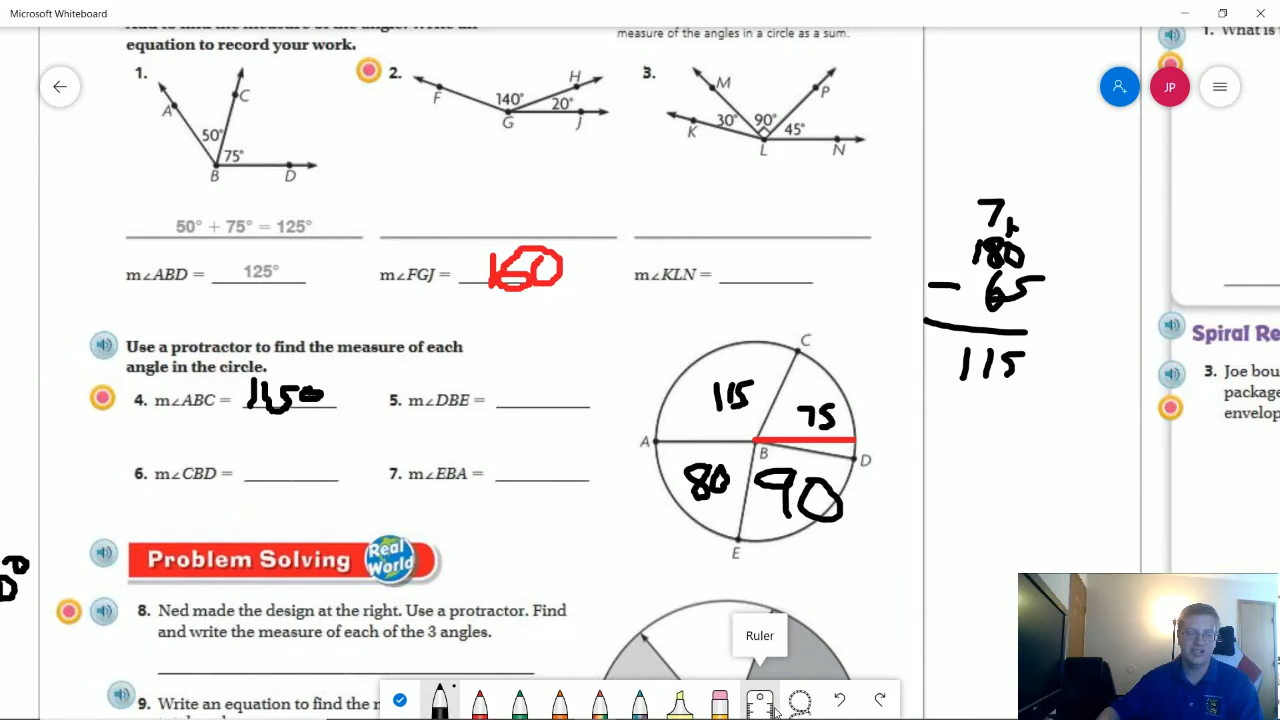 Microsoft Whiteboard
equation to record your work.
measure of the angles in a circle as a sum.
1. What is
1.
A
C
50°
75°
B
D
2.
F
H
140°
20°
G
J
3.
M
P
K
30°
90°
45°
L
N
JP
50° + 75° = 125°
m∠ABD = 125°
m∠FGJ = 160
m∠KLN =
7
180
- 65
115
Use a protractor to find the measure of each
angle in the circle.
4. m∠ABC =
5. m∠DBE =
6. m∠CBD =
7. m∠EBA =
C
115
75
A
B
D
80
90
E
Spiral Re
3. Joe bou
package
envelop
Problem Solving
Real
World
8. Ned made the design at the right. Use a protractor. Find
and write the measure of each of the 3 angles.
Ruler
9. Write an equation to find the